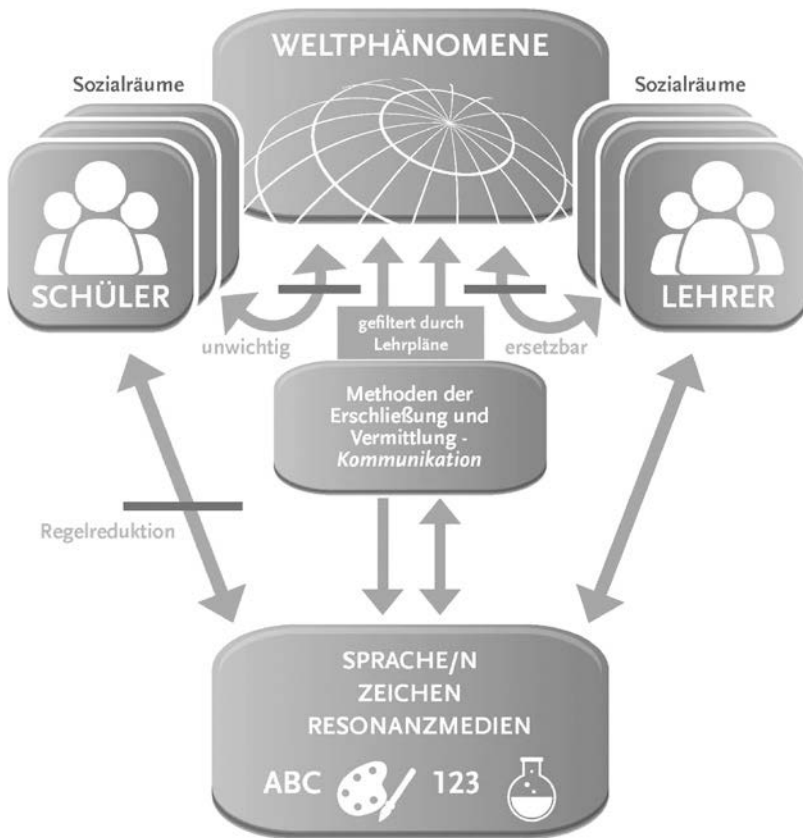 WELTPHÄNOMENE
Sozialräume
Sozialräume
SCHÜLER
LEHRER
unwichtig
gefiltert durch
Lehrpläne
ersetzbar
Methoden der
Erschließung und
Vermittlung -
Kommunikation
Regelreduktion
SPRACHE/N
ZEICHEN
RESONANZMEDIEN
ABC
123